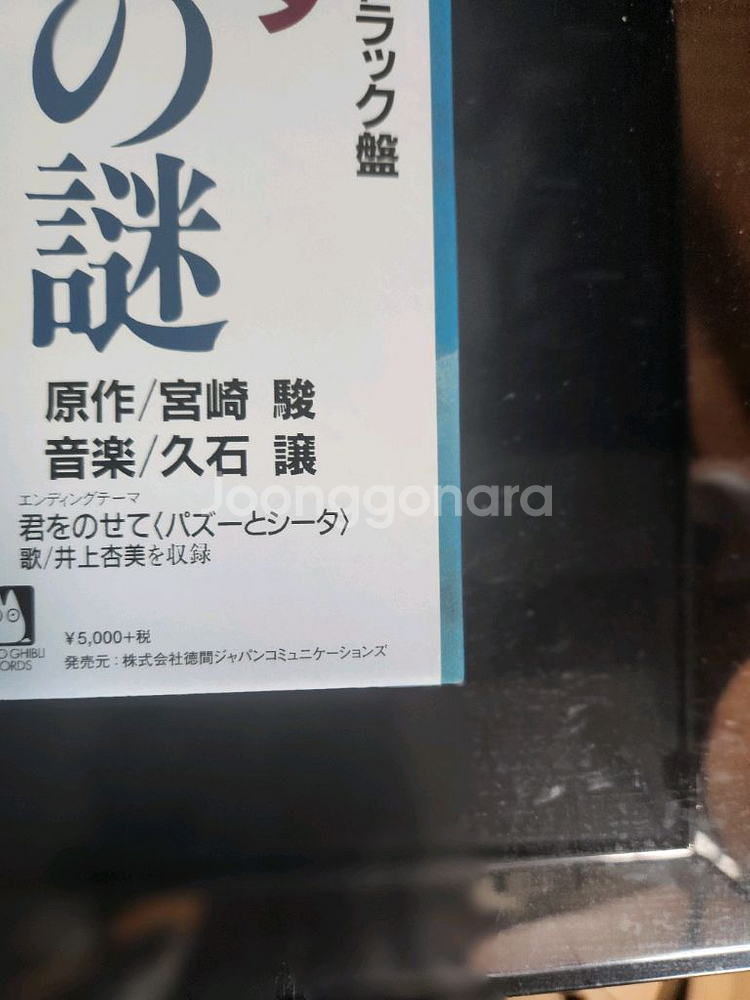 ラック盤
の謎
原作/宮崎 駿
音楽/久石 譲
エンディングテーマ
君をのせて〈パズーとシータ〉
歌/井上杏美を収録
Joonggonara
GHIBLI
¥5,000+税
発売元:株式会社徳間ジャパンコミュニケーションズ